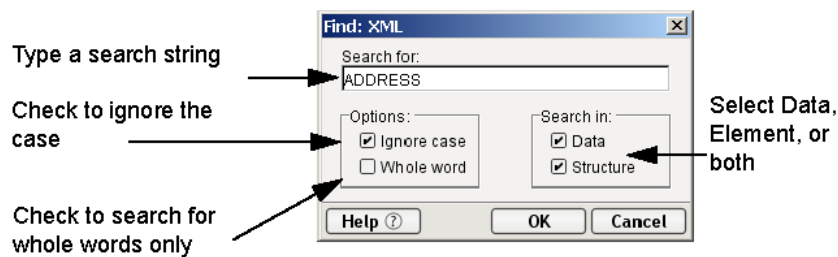 Find: XML
Type a search string
Search for:
ADDRESS
Check to ignore the
case
Options:
Ignore case
Whole word
Search in:
Data
Structure
Select Data,
Element, or
both
Check to search for
whole words only
Help ?
OK
Cancel